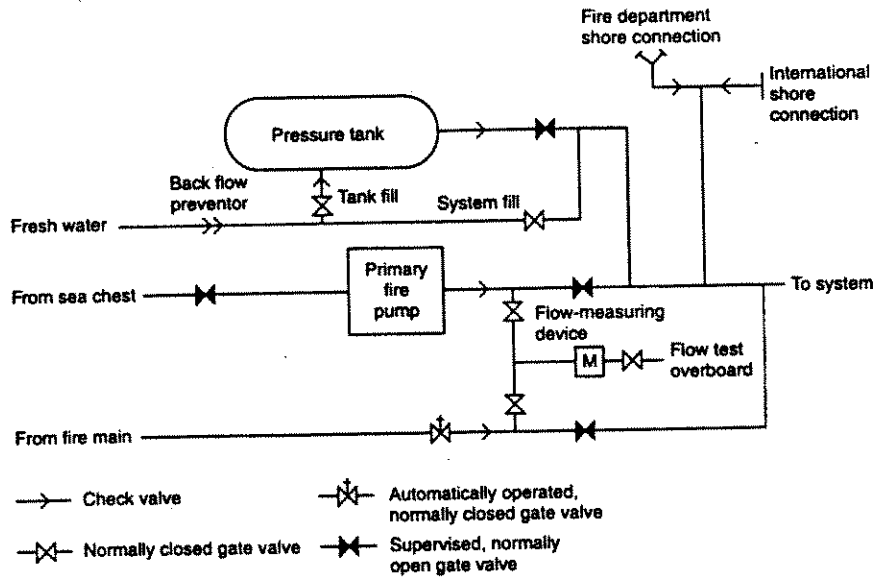 Fire department
shore connection
International
shore
connection
Pressure tank
Back flow
preventor
Tank fill
System fill
Fresh water
Primary
fire
pump
From sea chest
To system
Flow-measuring
device
M
Flow test
overboard
From fire main
Check valve
Automatically operated,
normally closed gate valve
Normally closed gate valve
Supervised, normally
open gate valve